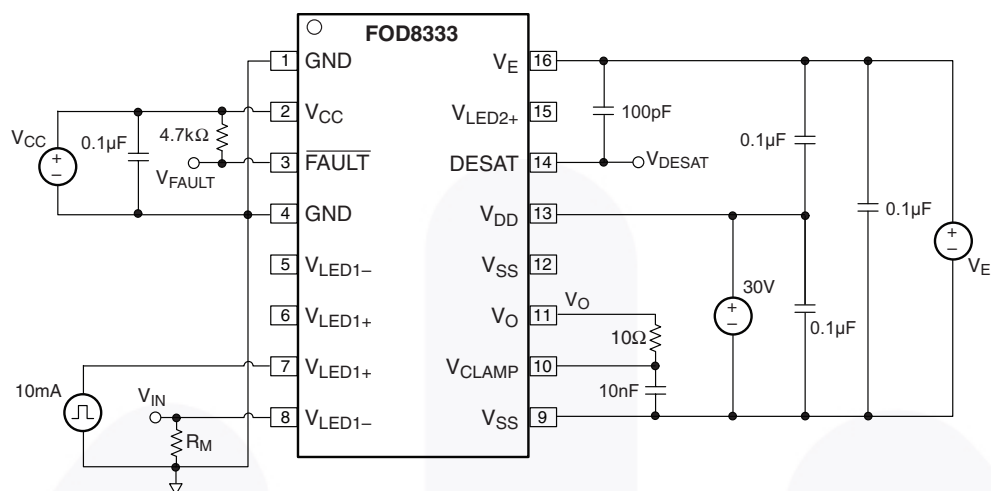 FOD8333
1 GND
2 VCC
3 FAULT
4 GND
5 VLED1–
6 VLED1+
7 VLED1+
8 VLED1–
VE 16
VLED2+ 15
DESAT 14
VDD 13
VSS 12
VO 11
VCLAMP 10
VSS 9
VCC
+
–
0.1µF
4.7kΩ
VFAULT
10mA
VIN
RM
100pF
VDESAT
0.1µF
0.1µF
+
–
VE
30V
+
–
0.1µF
VO
10Ω
10nF